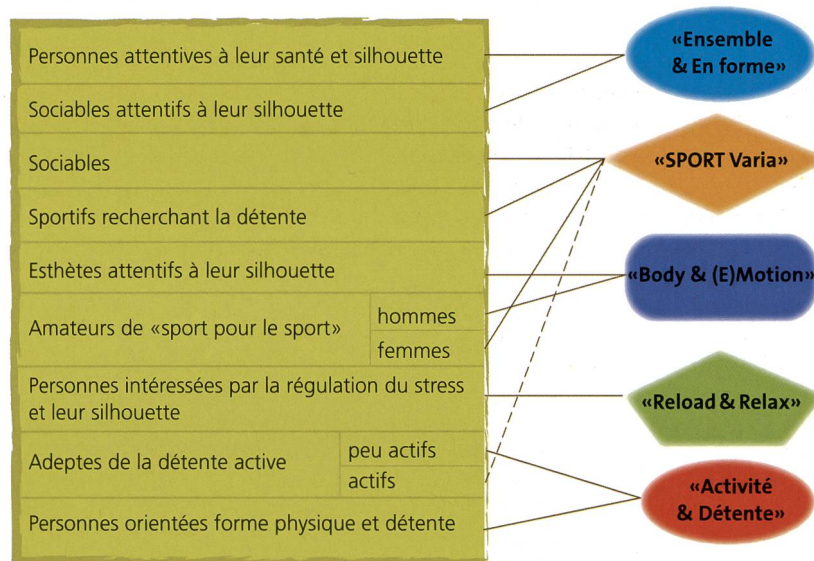 Personnes attentives à leur santé et silhouette
Sociables attentifs à leur silhouette
Sociables
Sportifs recherchant la détente
Esthètes attentifs à leur silhouette
Amateurs de «sport pour le sport»
hommes
femmes
Personnes intéressées par la régulation du stress
et leur silhouette
Adeptes de la détente active
peu actifs
actifs
Personnes orientées forme physique et détente
«Ensemble
& En forme»
«SPORT Varia»
«Body & (E)Motion»
«Reload & Relax»
«Activité
& Détente»